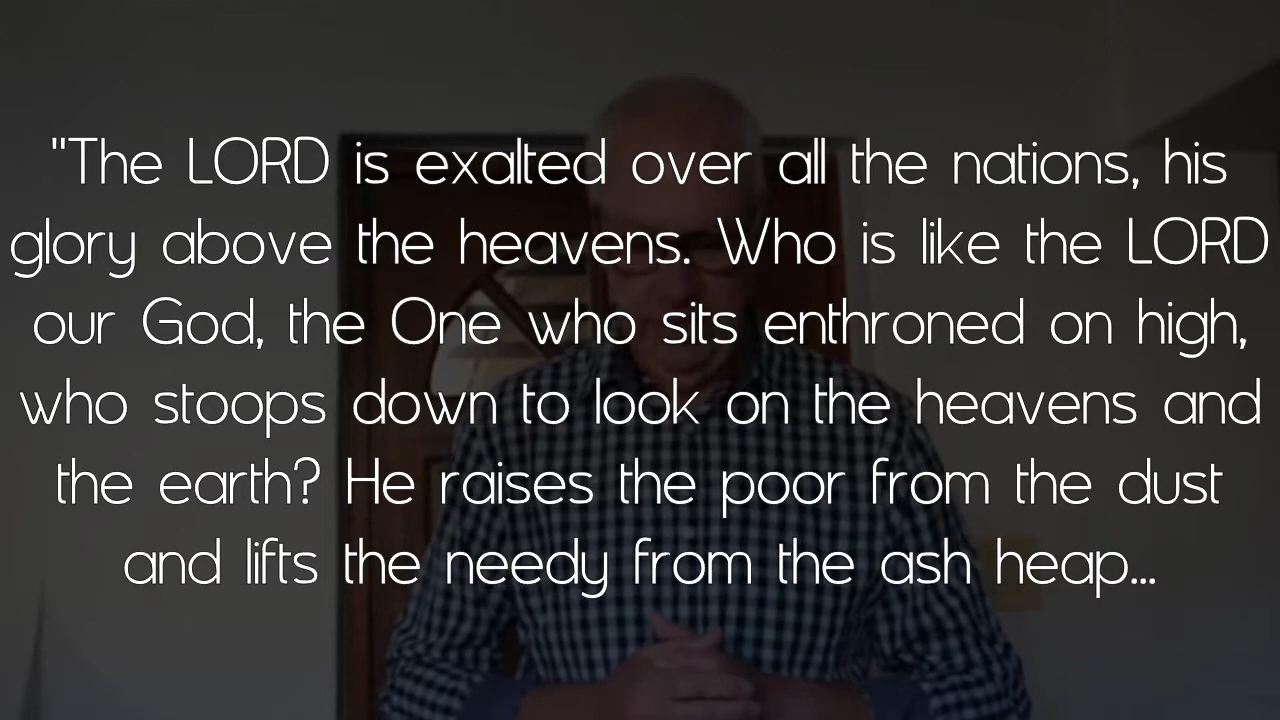 "The LORD is exalted over all the nations, his
glory above the heavens. Who is like the LORD
our God, the One who sits enthroned on high,
who stoops down to look on the heavens and
the earth? He raises the poor from the dust
and lifts the needy from the ash heap...